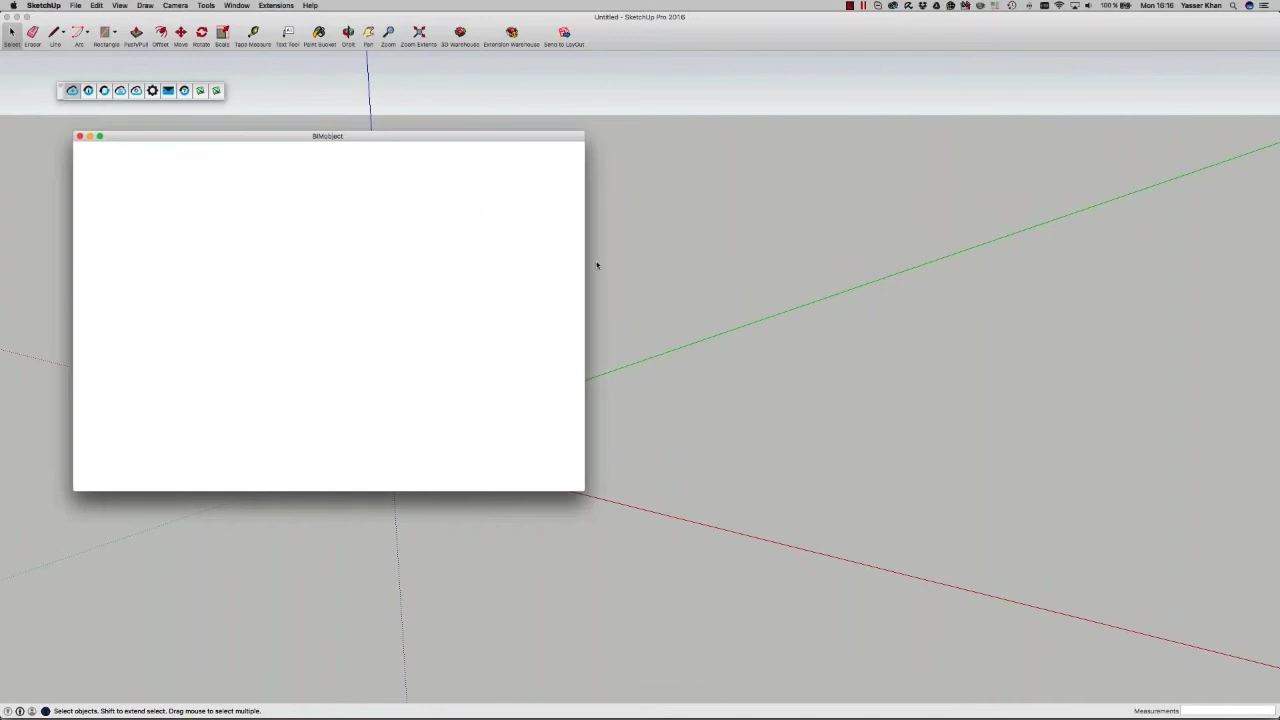 SketchUp File Edit View Draw Camera Tools Window Extensions Help 100 % Mon 16:16 Yasser Khan
Untitled - SketchUp Pro 2016
Select Eraser Line Arc Rectangle Push/Pull Offset Move Rotate Scale Tape Measure Text Tool Paint Bucket Orbit Pan Zoom Zoom Extents 3D Warehouse Extension Warehouse Send to LayOut
BIMobject
Select objects. Shift to extend select. Drag mouse to select multiple. Measurements